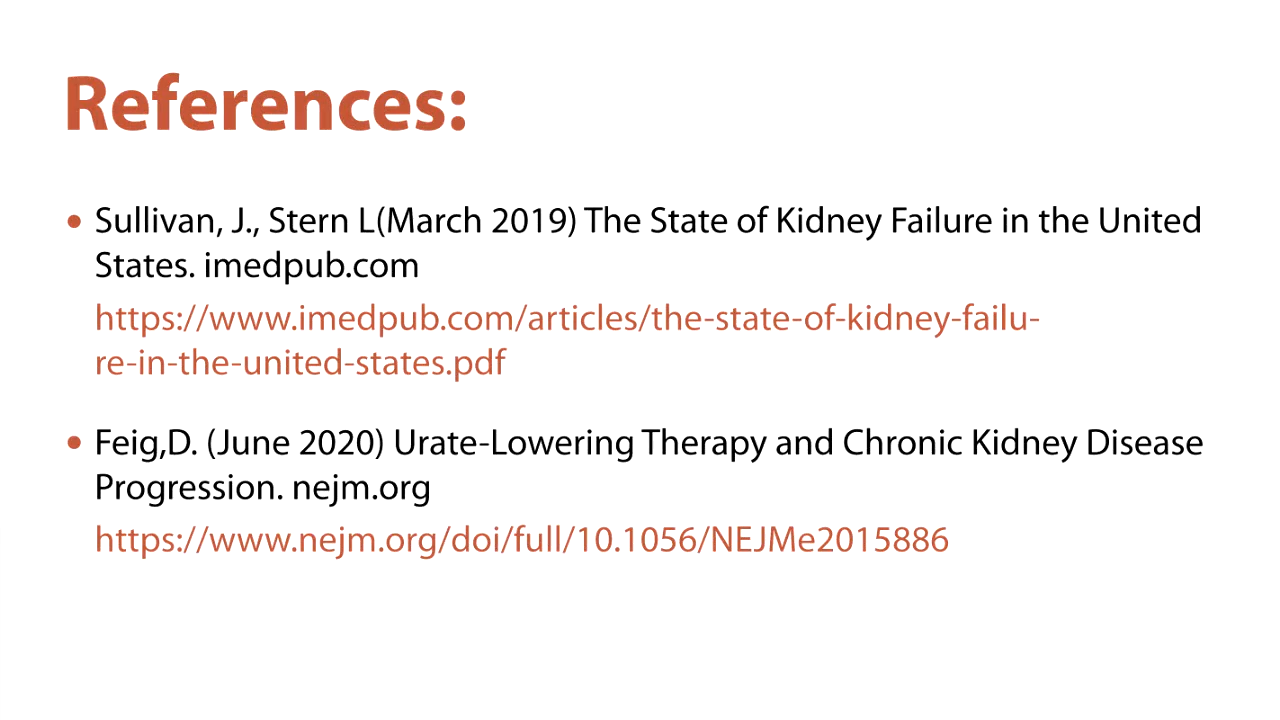 References:
• Sullivan, J., Stern L(March 2019) The State of Kidney Failure in the United
States. imedpub.com
https://www.imedpub.com/articles/the-state-of-kidney-failu-
re-in-the-united-states.pdf
• Feig,D. (June 2020) Urate-Lowering Therapy and Chronic Kidney Disease
Progression. nejm.org
https://www.nejm.org/doi/full/10.1056/NEJMe2015886